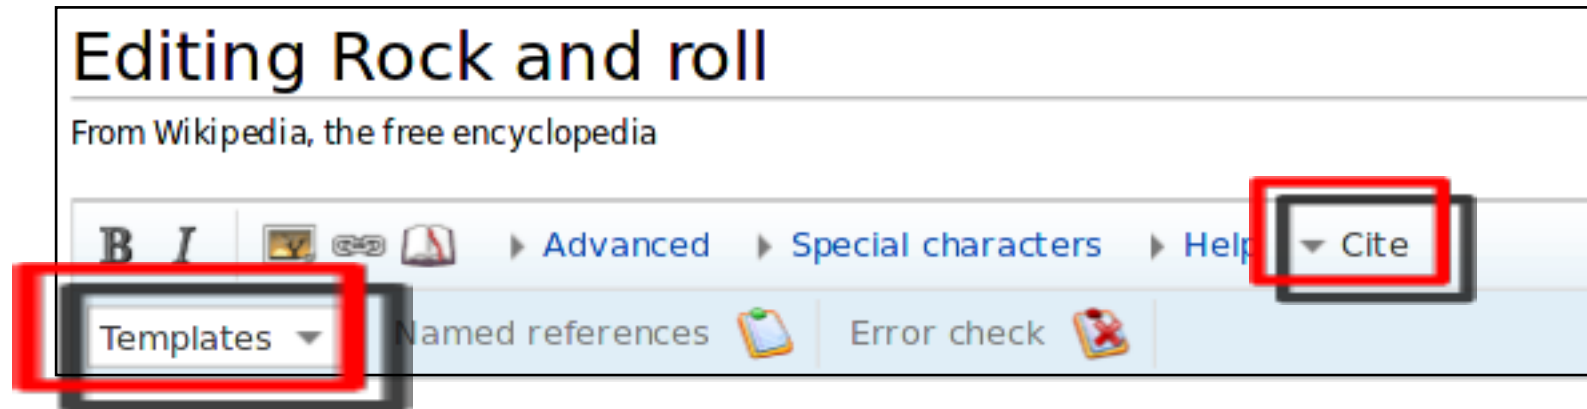 Editing Rock and roll
From Wikipedia, the free encyclopedia
B I Advanced Special characters Help Cite
Templates Named references Error check